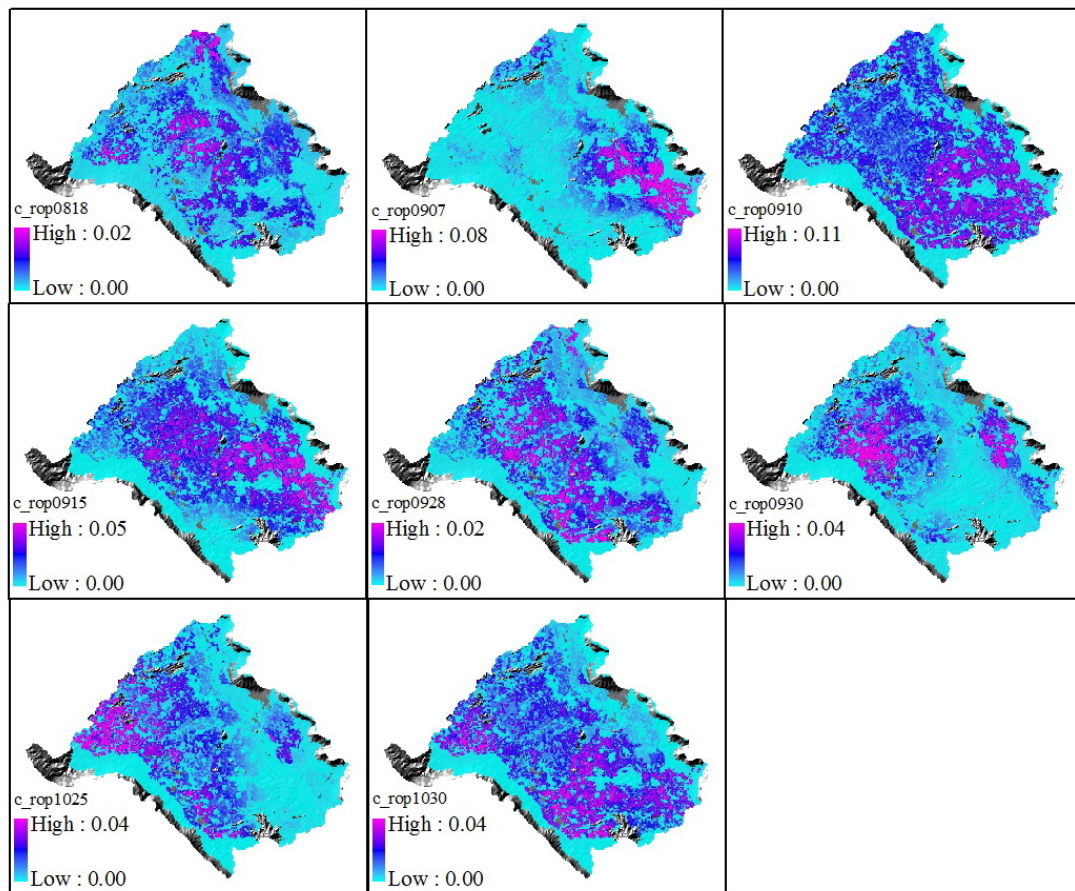 c_rop0818
High : 0.02
Low : 0.00
c_rop0907
High : 0.08
Low : 0.00
c_rop0910
High : 0.11
Low : 0.00
c_rop0915
High : 0.05
Low : 0.00
c_rop0928
High : 0.02
Low : 0.00
c_rop0930
High : 0.04
Low : 0.00
c_rop1025
High : 0.04
Low : 0.00
c_rop1030
High : 0.04
Low : 0.00